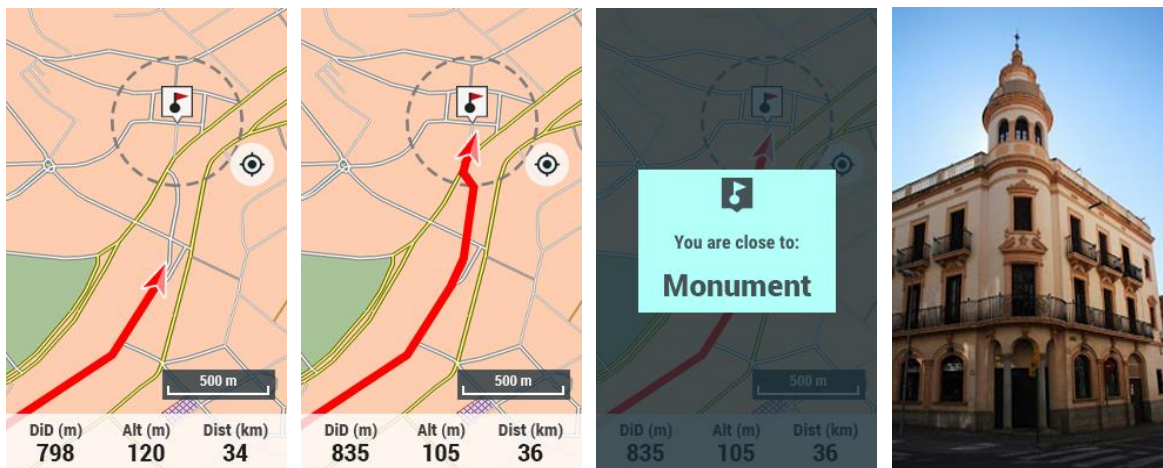 500 m
DiD (m) Alt (m) Dist (km)
798 120 34
500 m
DiD (m) Alt (m) Dist (km)
835 105 36
You are close to:
Monument
500 m
DiD (m) Alt (m) Dist (km)
835 105 36